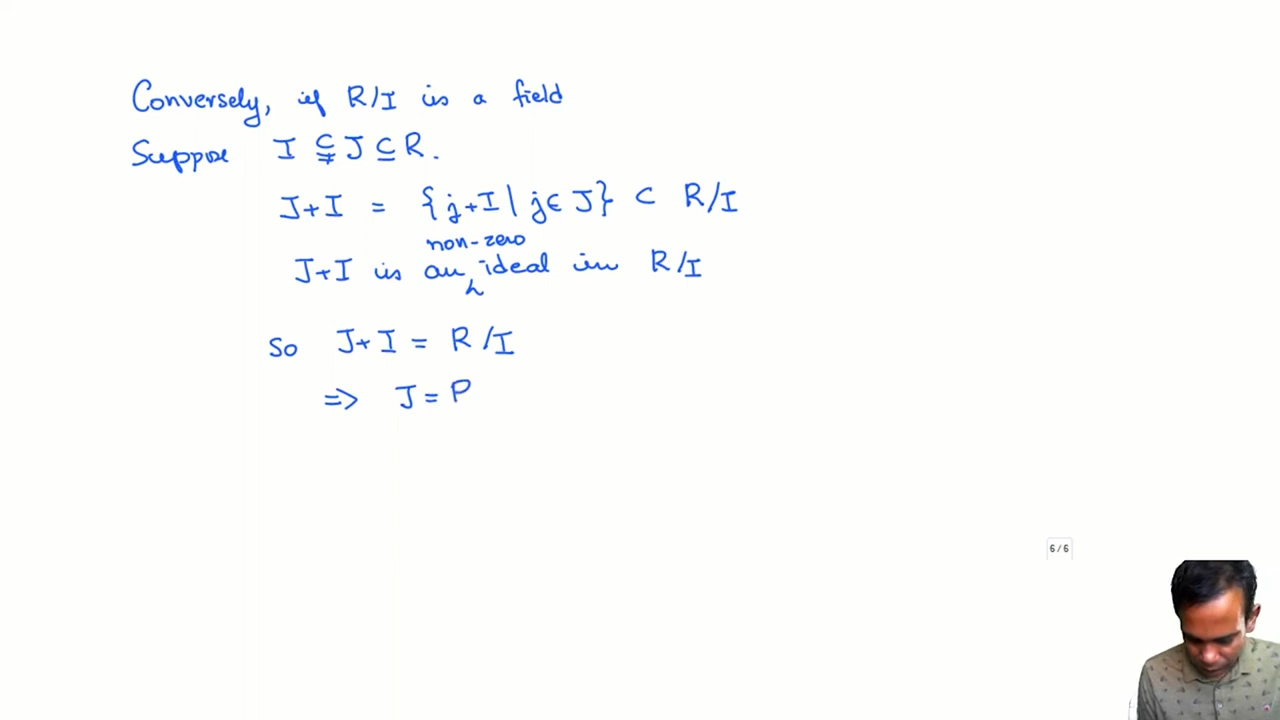 Conversely, if R/I is a field
Suppose I ⊊ J ⊆ R.
J+I = {j+I | j∈J} ⊂ R/I
non-zero
J+I is an ^ ideal in R/I
So J+I = R/I
=> J = P
6/6